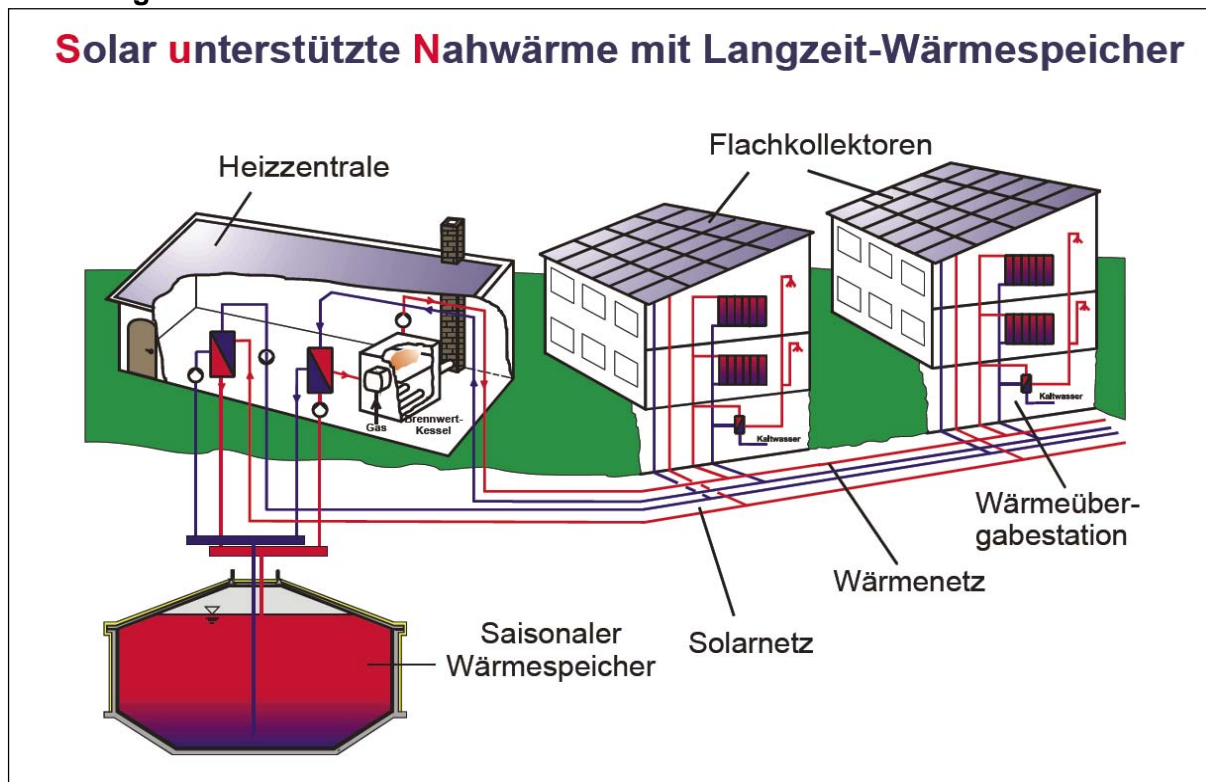 Solar unterstützte Nahwärme mit Langzeit-Wärmespeicher
Flachkollektoren
Heizzentrale
Gas
Brennwert-
Kessel
Kaltwasser
Kaltwasser
Wärmeüber-
gabestation
Wärmenetz
Solarnetz
Saisonaler
Wärmespeicher